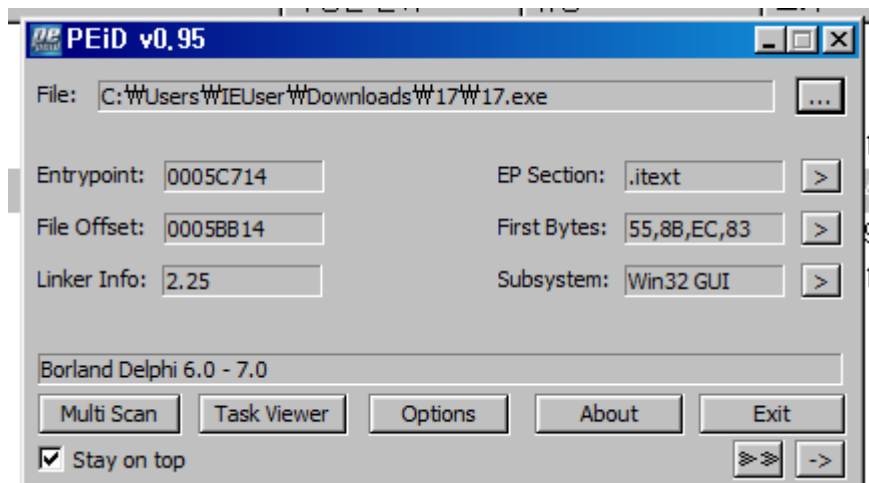 PEiD v0.95
File: C:₩Users₩IEUser₩Downloads₩17₩17.exe ...
Entrypoint: 0005C714 EP Section: .itext >
File Offset: 0005BB14 First Bytes: 55,8B,EC,83 >
Linker Info: 2.25 Subsystem: Win32 GUI >
Borland Delphi 6.0 - 7.0
Multi Scan Task Viewer Options About Exit
Stay on top >> ->